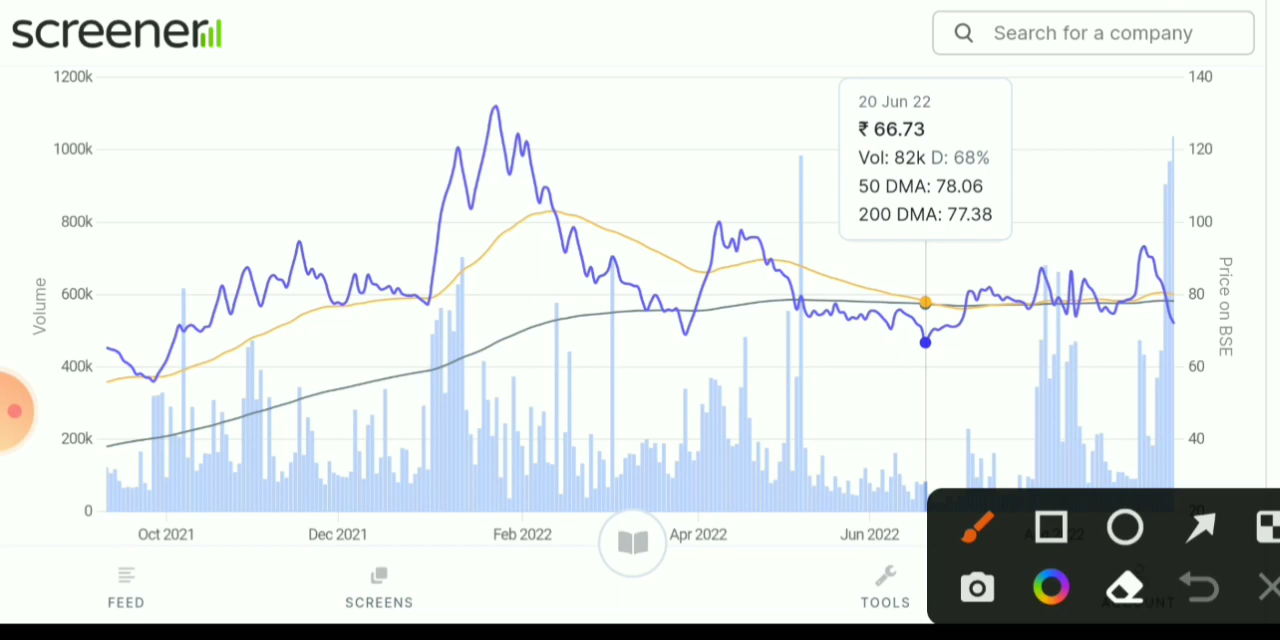 screener
Search for a company
1200k
140
20 Jun 22
₹ 66.73
Vol: 82k D: 68%
50 DMA: 78.06
200 DMA: 77.38
1000k
120
800k
100
600k
80
400k
60
200k
40
0
20
Volume
Price on BSE
Oct 2021
Dec 2021
Feb 2022
Apr 2022
Jun 2022
FEED
SCREENS
TOOLS
ACCOUNT